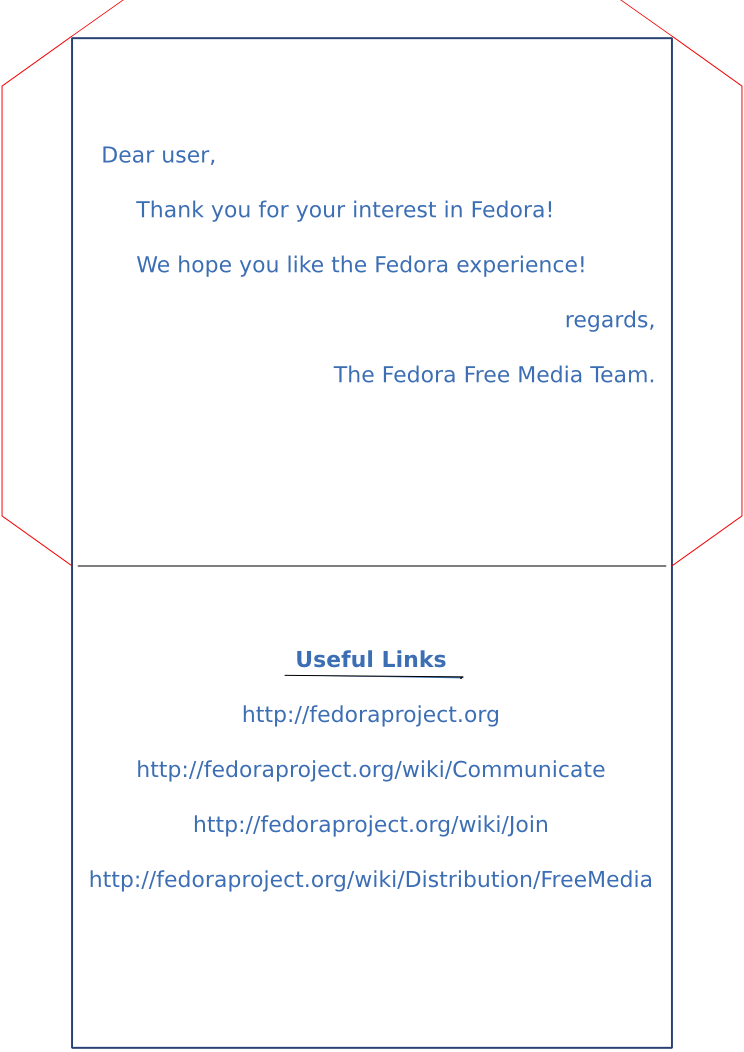 Dear user,
Thank you for your interest in Fedora!
We hope you like the Fedora experience!
regards,
The Fedora Free Media Team.
Useful Links
http://fedoraproject.org
http://fedoraproject.org/wiki/Communicate
http://fedoraproject.org/wiki/Join
http://fedoraproject.org/wiki/Distribution/FreeMedia